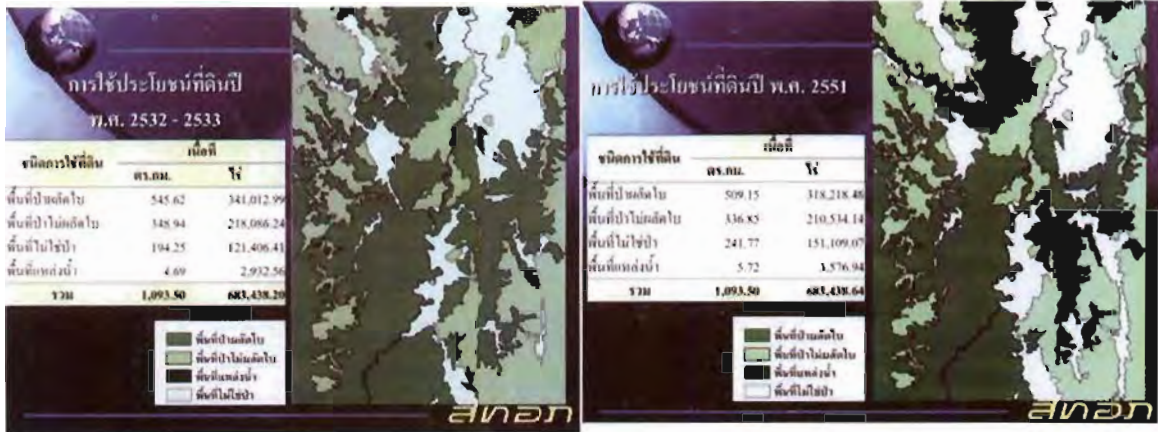 การใช้ประโยชน์ที่ดินปี
พ.ศ. 2532 - 2533
ชนิดการใช้ที่ดิน เนื้อที่
ตร.กม. ไร่
พื้นที่ป่าผลัดใบ 545.62 341,012.99
พื้นที่ป่าไม่ผลัดใบ 348.94 218,086.24
พื้นที่ไม่ใช่ป่า 194.25 121,406.41
พื้นที่แหล่งน้ำ 4.69 2,932.56
รวม 1,093.50 683,438.20
พื้นที่ป่าผลัดใบ
พื้นที่ป่าไม่ผลัดใบ
พื้นที่แหล่งน้ำ
พื้นที่ไม่ใช่ป่า
สทอภ
การใช้ประโยชน์ที่ดินปี พ.ศ. 2551
ชนิดการใช้ที่ดิน เนื้อที่
ตร.กม. ไร่
พื้นที่ป่าผลัดใบ 509.15 318,218.48
พื้นที่ป่าไม่ผลัดใบ 336.85 210,534.14
พื้นที่ไม่ใช่ป่า 241.77 151,109.07
พื้นที่แหล่งน้ำ 5.72 3,576.94
รวม 1,093.50 683,438.64
พื้นที่ป่าผลัดใบ
พื้นที่ป่าไม่ผลัดใบ
พื้นที่แหล่งน้ำ
พื้นที่ไม่ใช่ป่า
สทอภ